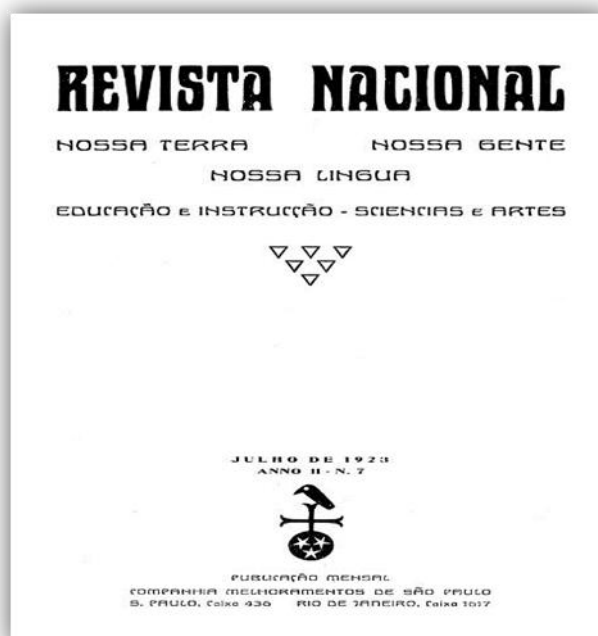 REVISTA NACIONAL
NOSSA TERRA NOSSA GENTE
NOSSA LINGUA
EDUCAÇÃO e INSTRUCÇÃO - SCIENCIAS e ARTES
JULHO DE 1923
ANNO II - N. 7
PUBLICAÇÃO MENSAL
COMPANHIA MELHORAMENTOS DE SÃO PAULO
S. PAULO, Caixa 436 RIO DE JANEIRO, Caixa 1617